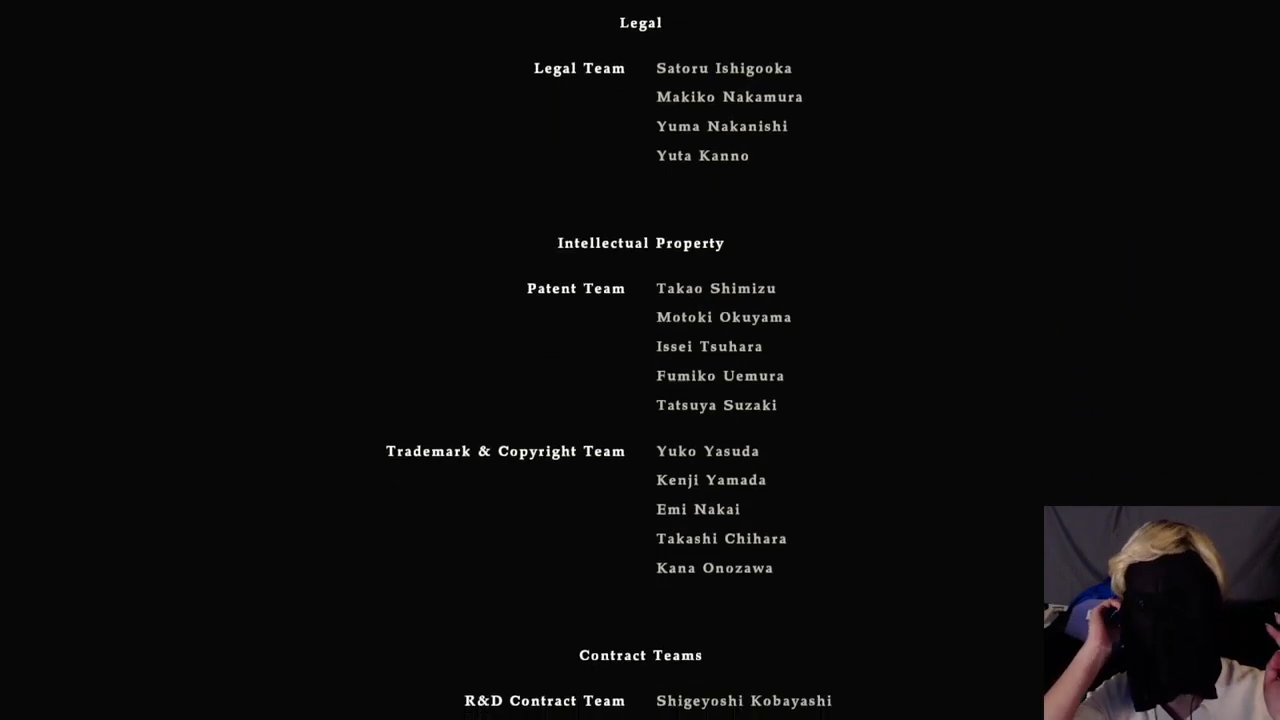 Legal
Legal Team Satoru Ishigooka
Makiko Nakamura
Yuma Nakanishi
Yuta Kanno
Intellectual Property
Patent Team Takao Shimizu
Motoki Okuyama
Issei Tsuhara
Fumiko Uemura
Tatsuya Suzaki
Trademark & Copyright Team Yuko Yasuda
Kenji Yamada
Emi Nakai
Takashi Chihara
Kana Onozawa
Contract Teams
R&D Contract Team Shigeyoshi Kobayashi